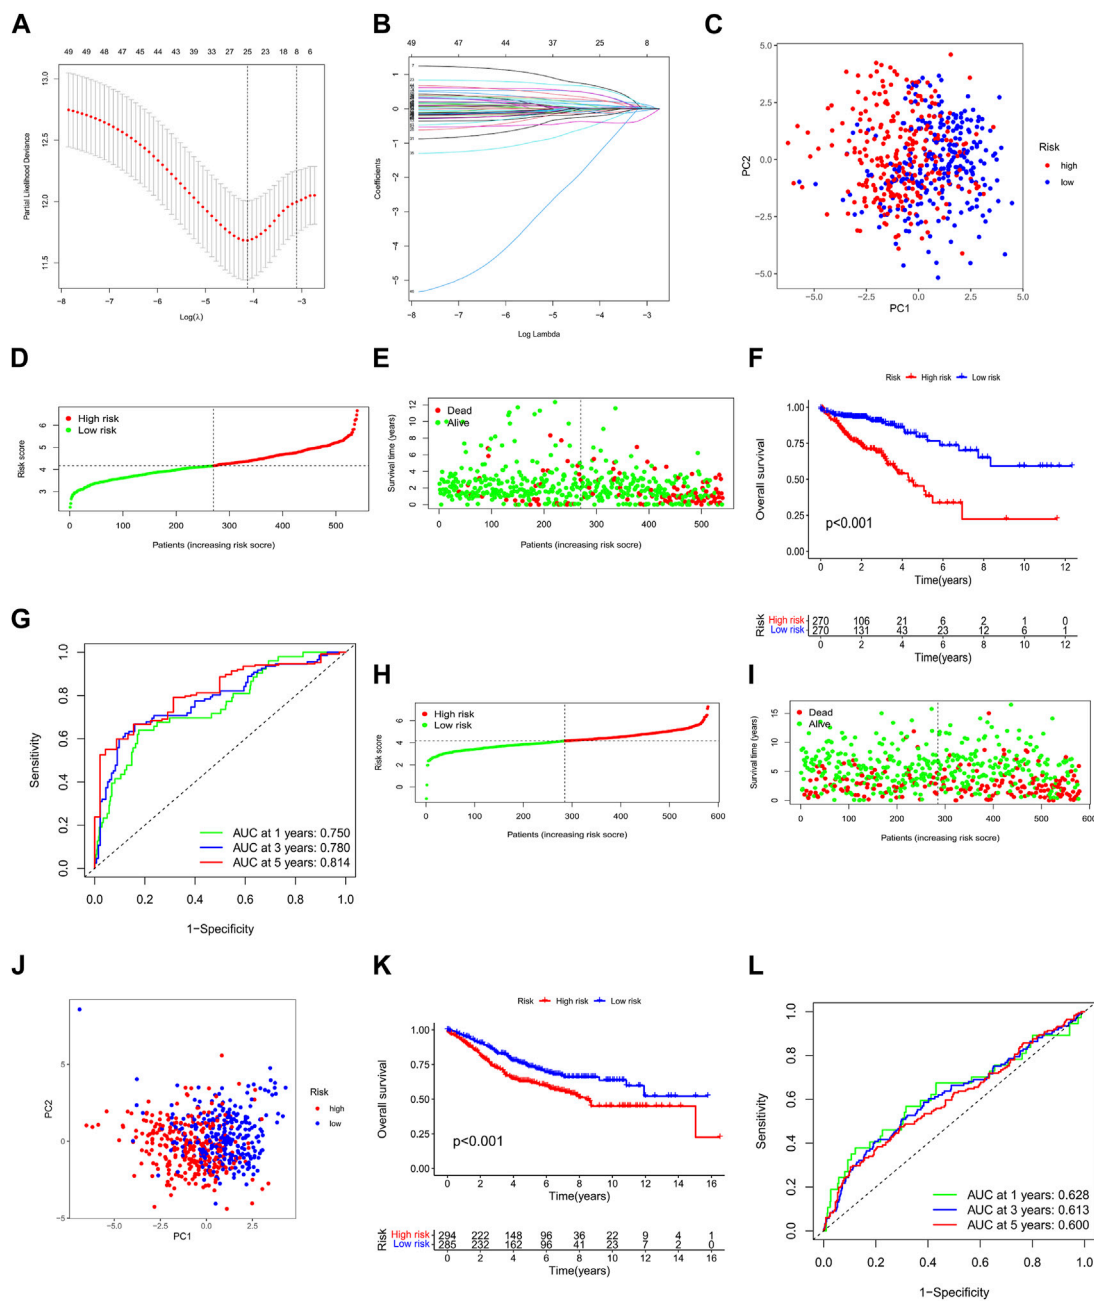 A
49 49 48 47 45 44 43 39 33 27 25 23 18 8 6
Partial Likelihood Deviance
13.0
12.5
12.0
11.5
−8 −7 −6 −5 −4 −3
Log(λ)
B
49 47 44 37 25 8
Coefficients
1
0
−1
−2
−3
−4
−5
−8 −7 −6 −5 −4 −3
Log Lambda
C
PC2
5.0
2.5
0.0
−2.5
−5.0
−5.0 −2.5 0.0 2.5 5.0
PC1
Risk
high
low
D
High risk
Low risk
Risk score
6
5
4
3
0 100 200 300 400 500
Patients (increasing risk socre)
E
Dead
Alive
Survival time (years)
12
10
8
6
4
2
0
0 100 200 300 400 500
Patients (increasing risk socre)
F
Risk High risk Low risk
Overall survival
1.00
0.75
0.50
0.25
0.00
p<0.001
0 2 4 6 8 10 12
Time(years)
Risk
High risk 270 106 21 6 2 1 0
Low risk 270 131 43 23 12 6 1
0 2 4 6 8 10 12
Time(years)
G
Sensitivity
1.0
0.8
0.6
0.4
0.2
0.0
AUC at 1 years: 0.750
AUC at 3 years: 0.780
AUC at 5 years: 0.814
0.0 0.2 0.4 0.6 0.8 1.0
1−Specificity
H
High risk
Low risk
Risk score
6
4
2
0
0 100 200 300 400 500 600
Patients (increasing risk socre)
I
Dead
Alive
Survival time (years)
15
10
5
0
0 100 200 300 400 500 600
Patients (increasing risk socre)
J
PC2
5
0
−5
−5.0 −2.5 0.0 2.5
PC1
Risk
high
low
K
Risk High risk Low risk
Overall survival
1.00
0.75
0.50
0.25
0.00
p<0.001
0 2 4 6 8 10 12 14 16
Time(years)
Risk
High risk 294 222 148 96 36 22 9 4 1
Low risk 285 232 162 96 41 23 7 2 0
0 2 4 6 8 10 12 14 16
Time(years)
L
Sensitivity
1.0
0.8
0.6
0.4
0.2
0.0
AUC at 1 years: 0.628
AUC at 3 years: 0.613
AUC at 5 years: 0.600
0.0 0.2 0.4 0.6 0.8 1.0
1−Specificity